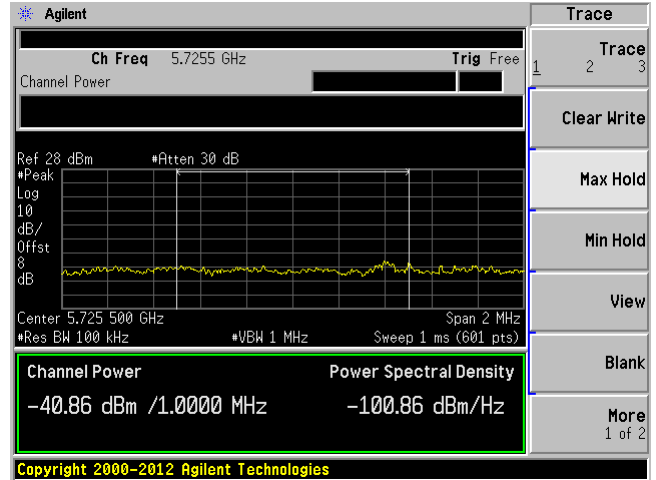 Agilent
Trace
Ch Freq 5.7255 GHz
Trig Free
Channel Power
Trace
1 2 3
Clear Write
Max Hold
Min Hold
View
Blank
More
1 of 2
Ref 28 dBm #Atten 30 dB
#Peak
Log
10
dB/
Offst
8
dB
Center 5.725 500 GHz Span 2 MHz
#Res BW 100 kHz #VBW 1 MHz Sweep 1 ms (601 pts)
Channel Power Power Spectral Density
-40.86 dBm /1.0000 MHz -100.86 dBm/Hz
Copyright 2000-2012 Agilent Technologies